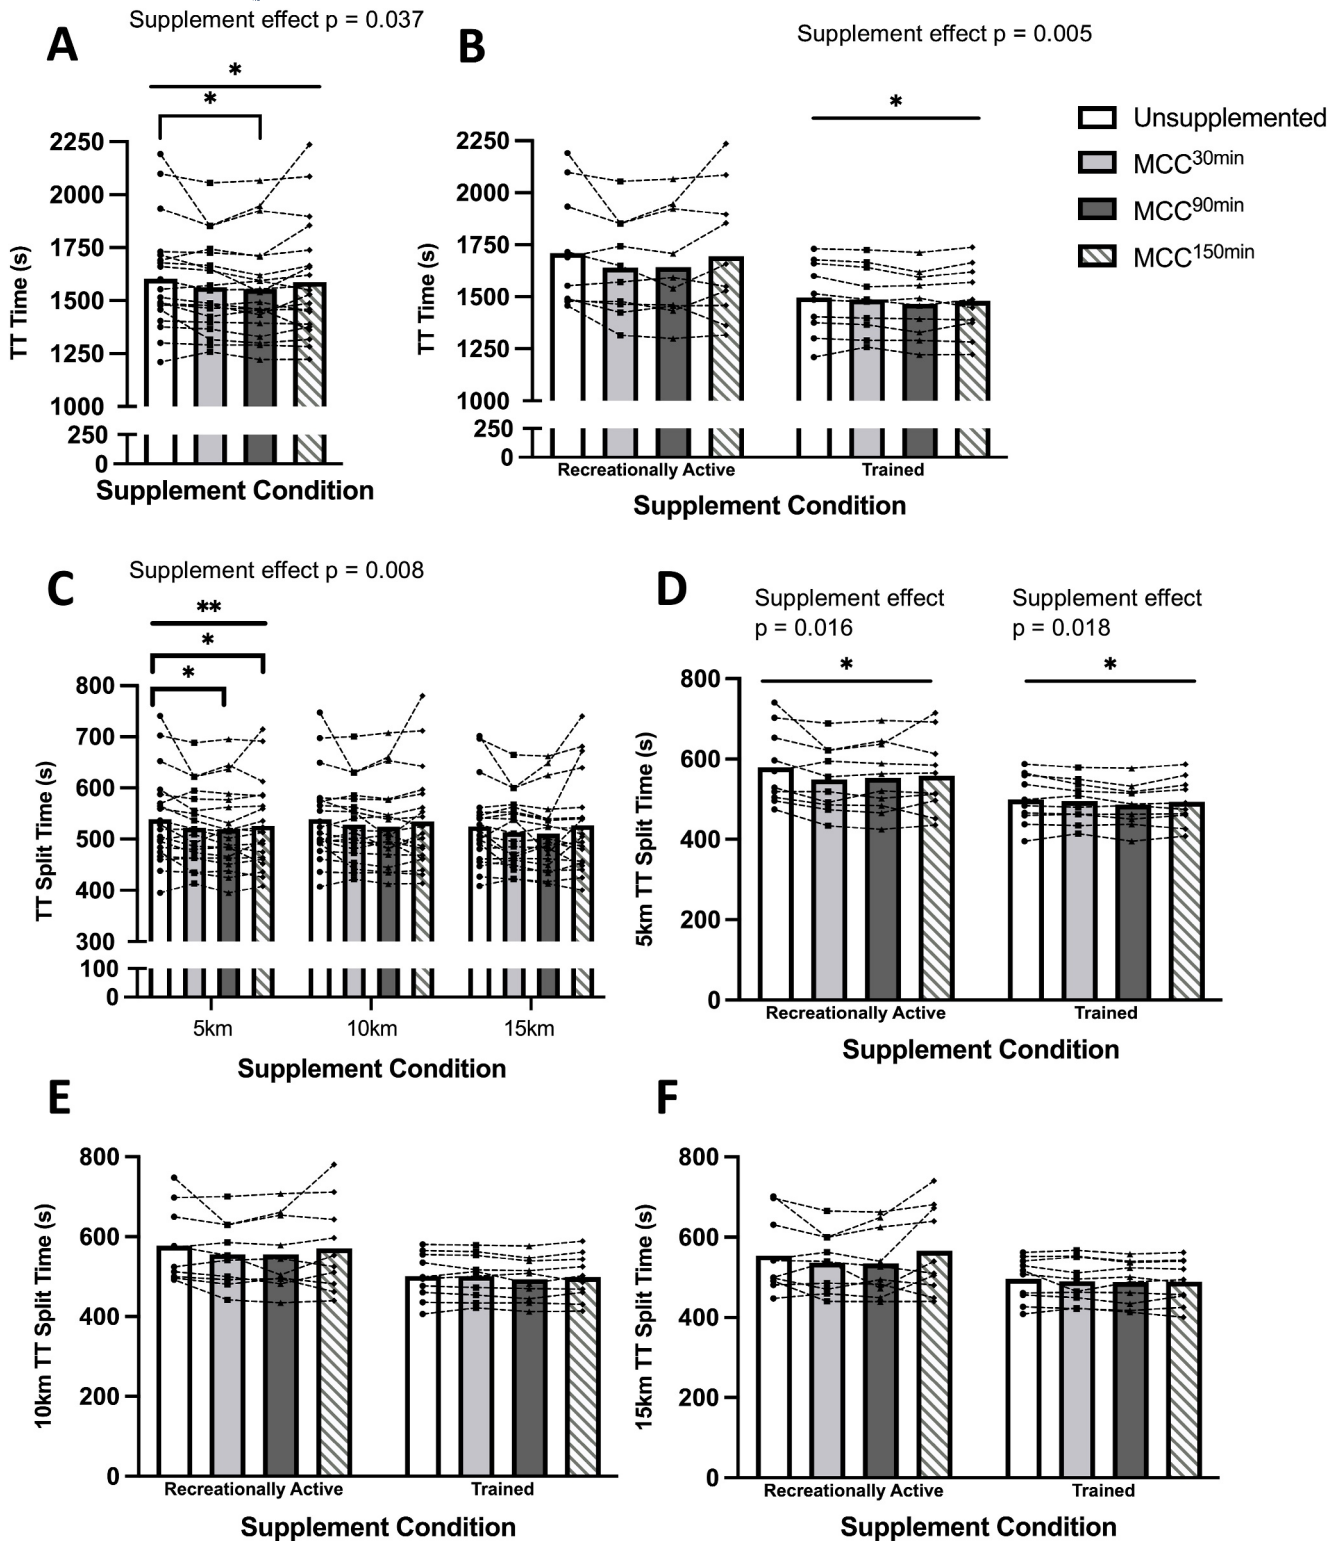 Supplement effect p = 0.037
A
*
*
2250
2000
1750
1500
1250
1000
250
0
TT Time (s)
Supplement Condition
B
Supplement effect p = 0.005
*
2250
2000
1750
1500
1250
1000
250
0
TT Time (s)
Recreationally Active
Trained
Supplement Condition
Unsupplemented
MCC30min
MCC90min
MCC150min
C
Supplement effect p = 0.008
**
*
*
800
700
600
500
400
300
100
0
TT Split Time (s)
5km
10km
15km
Supplement Condition
D
Supplement effect
p = 0.016
Supplement effect
p = 0.018
*
*
800
600
400
200
0
5km TT Split Time (s)
Recreationally Active
Trained
Supplement Condition
E
800
600
400
200
0
10km TT Split Time (s)
Recreationally Active
Trained
Supplement Condition
F
800
600
400
200
0
15km TT Split Time (s)
Recreationally Active
Trained
Supplement Condition